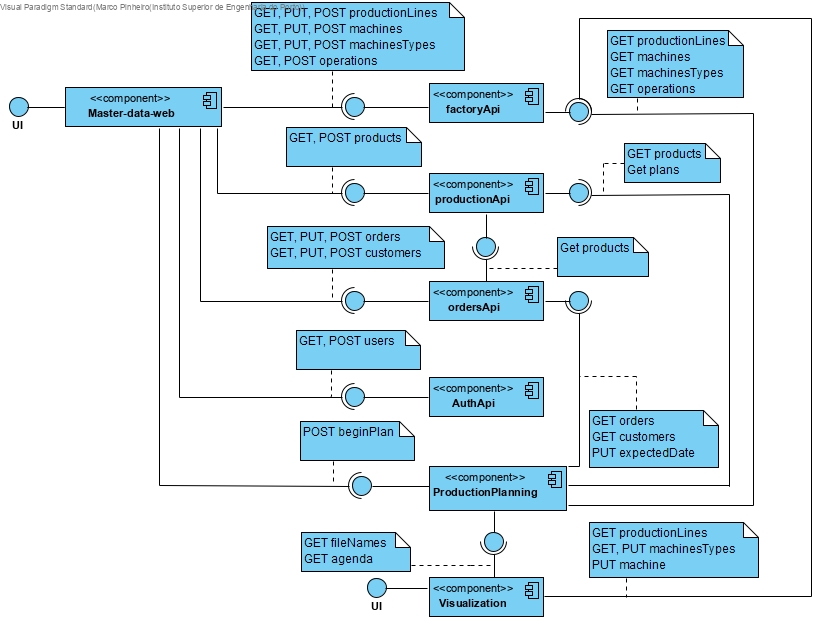 Visual Paradigm Standard(Marco Pinheiro(Instituto Superior de Engenharia do Porto))
GET, PUT, POST productionLines
GET, PUT, POST machines
GET, PUT, POST machinesTypes
GET, POST operations
GET productionLines
GET machines
GET machinesTypes
GET operations
<<component>>
Master-data-web
UI
<<component>>
factoryApi
GET, POST products
GET products
Get plans
<<component>>
productionApi
GET, PUT, POST orders
GET, PUT, POST customers
Get products
<<component>>
ordersApi
GET, POST users
<<component>>
AuthApi
GET orders
GET customers
PUT expectedDate
POST beginPlan
<<component>>
ProductionPlanning
GET fileNames
GET agenda
GET productionLines
GET, PUT machinesTypes
PUT machine
UI
<<component>>
Visualization